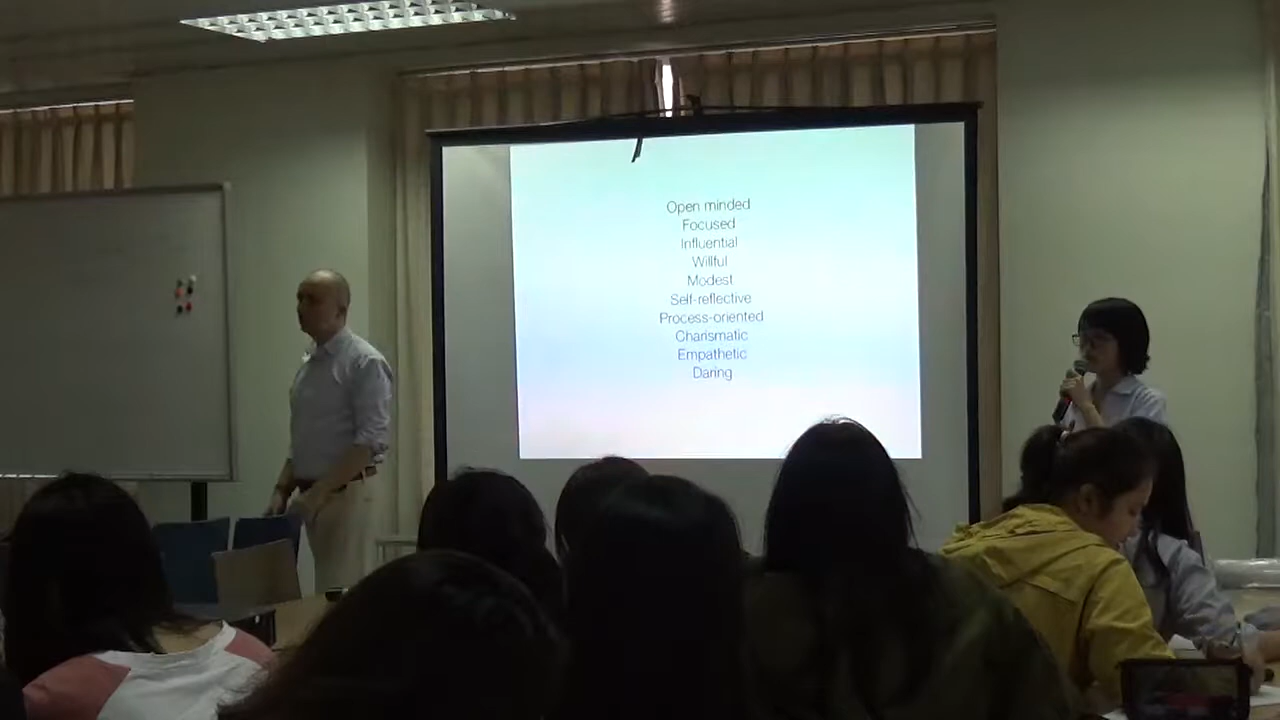 Open minded
Focused
Influential
Willful
Modest
Self-reflective
Process-oriented
Charismatic
Empathetic
Daring